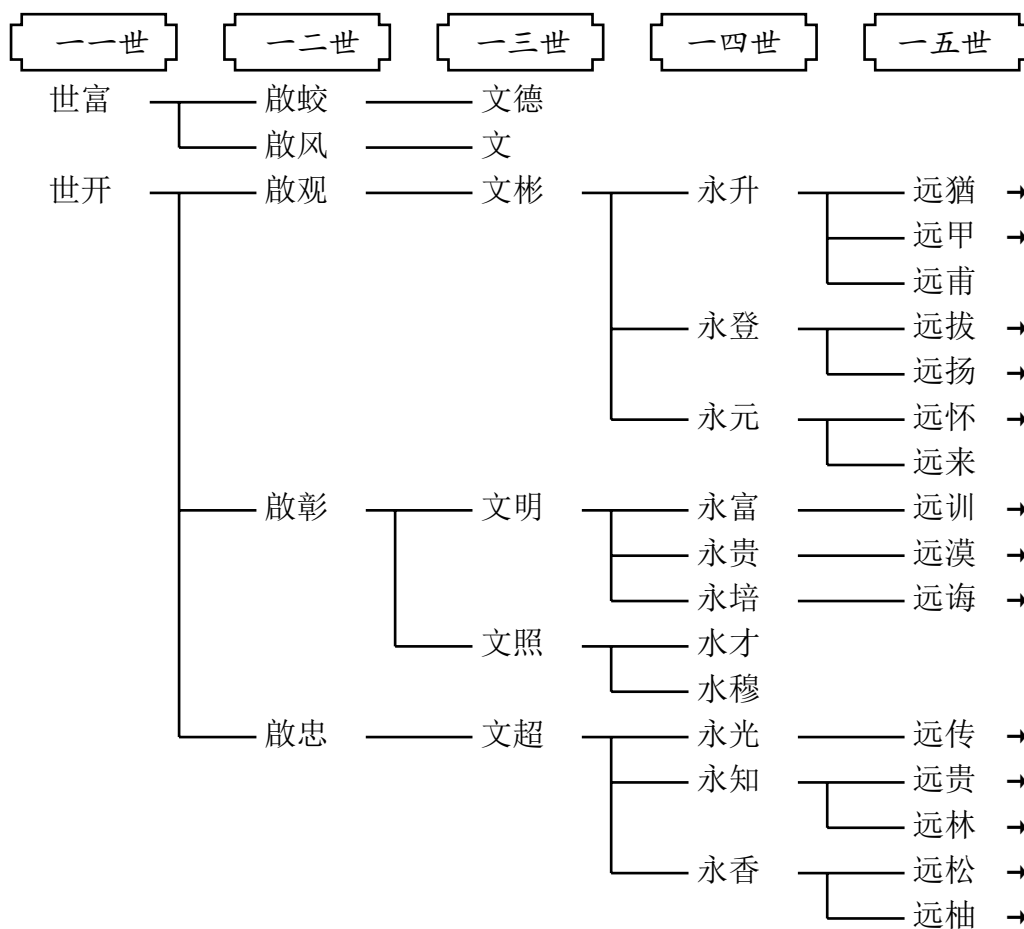 一一世 一二世 一三世 一四世 一五世
世富 啟蛟 文德
啟风 文
世开 啟观 文彬 永升 远猶 →
远甲 →
远甫
永登 远拔 →
远扬 →
永元 远怀 →
远来
啟彰 文明 永富 远训 →
永贵 远漠 →
永培 远诲 →
文照 水才
水穆
啟忠 文超 永光 远传 →
永知 远贵 →
远林 →
永香 远松 →
远柚 →